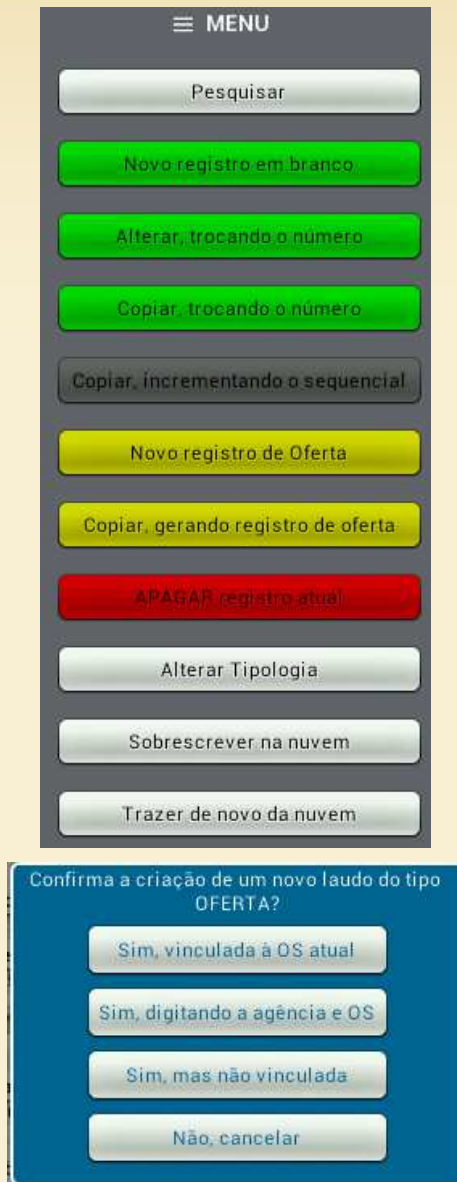 ≡ MENU
Pesquisar
Novo registro em branco
Alterar, trocando o número
Copiar, trocando o número
Copiar, incrementando o sequencial
Novo registro de Oferta
Copiar, gerando registro de oferta
APAGAR registro atual
Alterar Tipologia
Sobrescrever na nuvem
Trazer de novo da nuvem
Confirma a criação de um novo laudo do tipo
OFERTA?
Sim, vinculada à OS atual
Sim, digitando a agência e OS
Sim, mas não vinculada
Não, cancelar